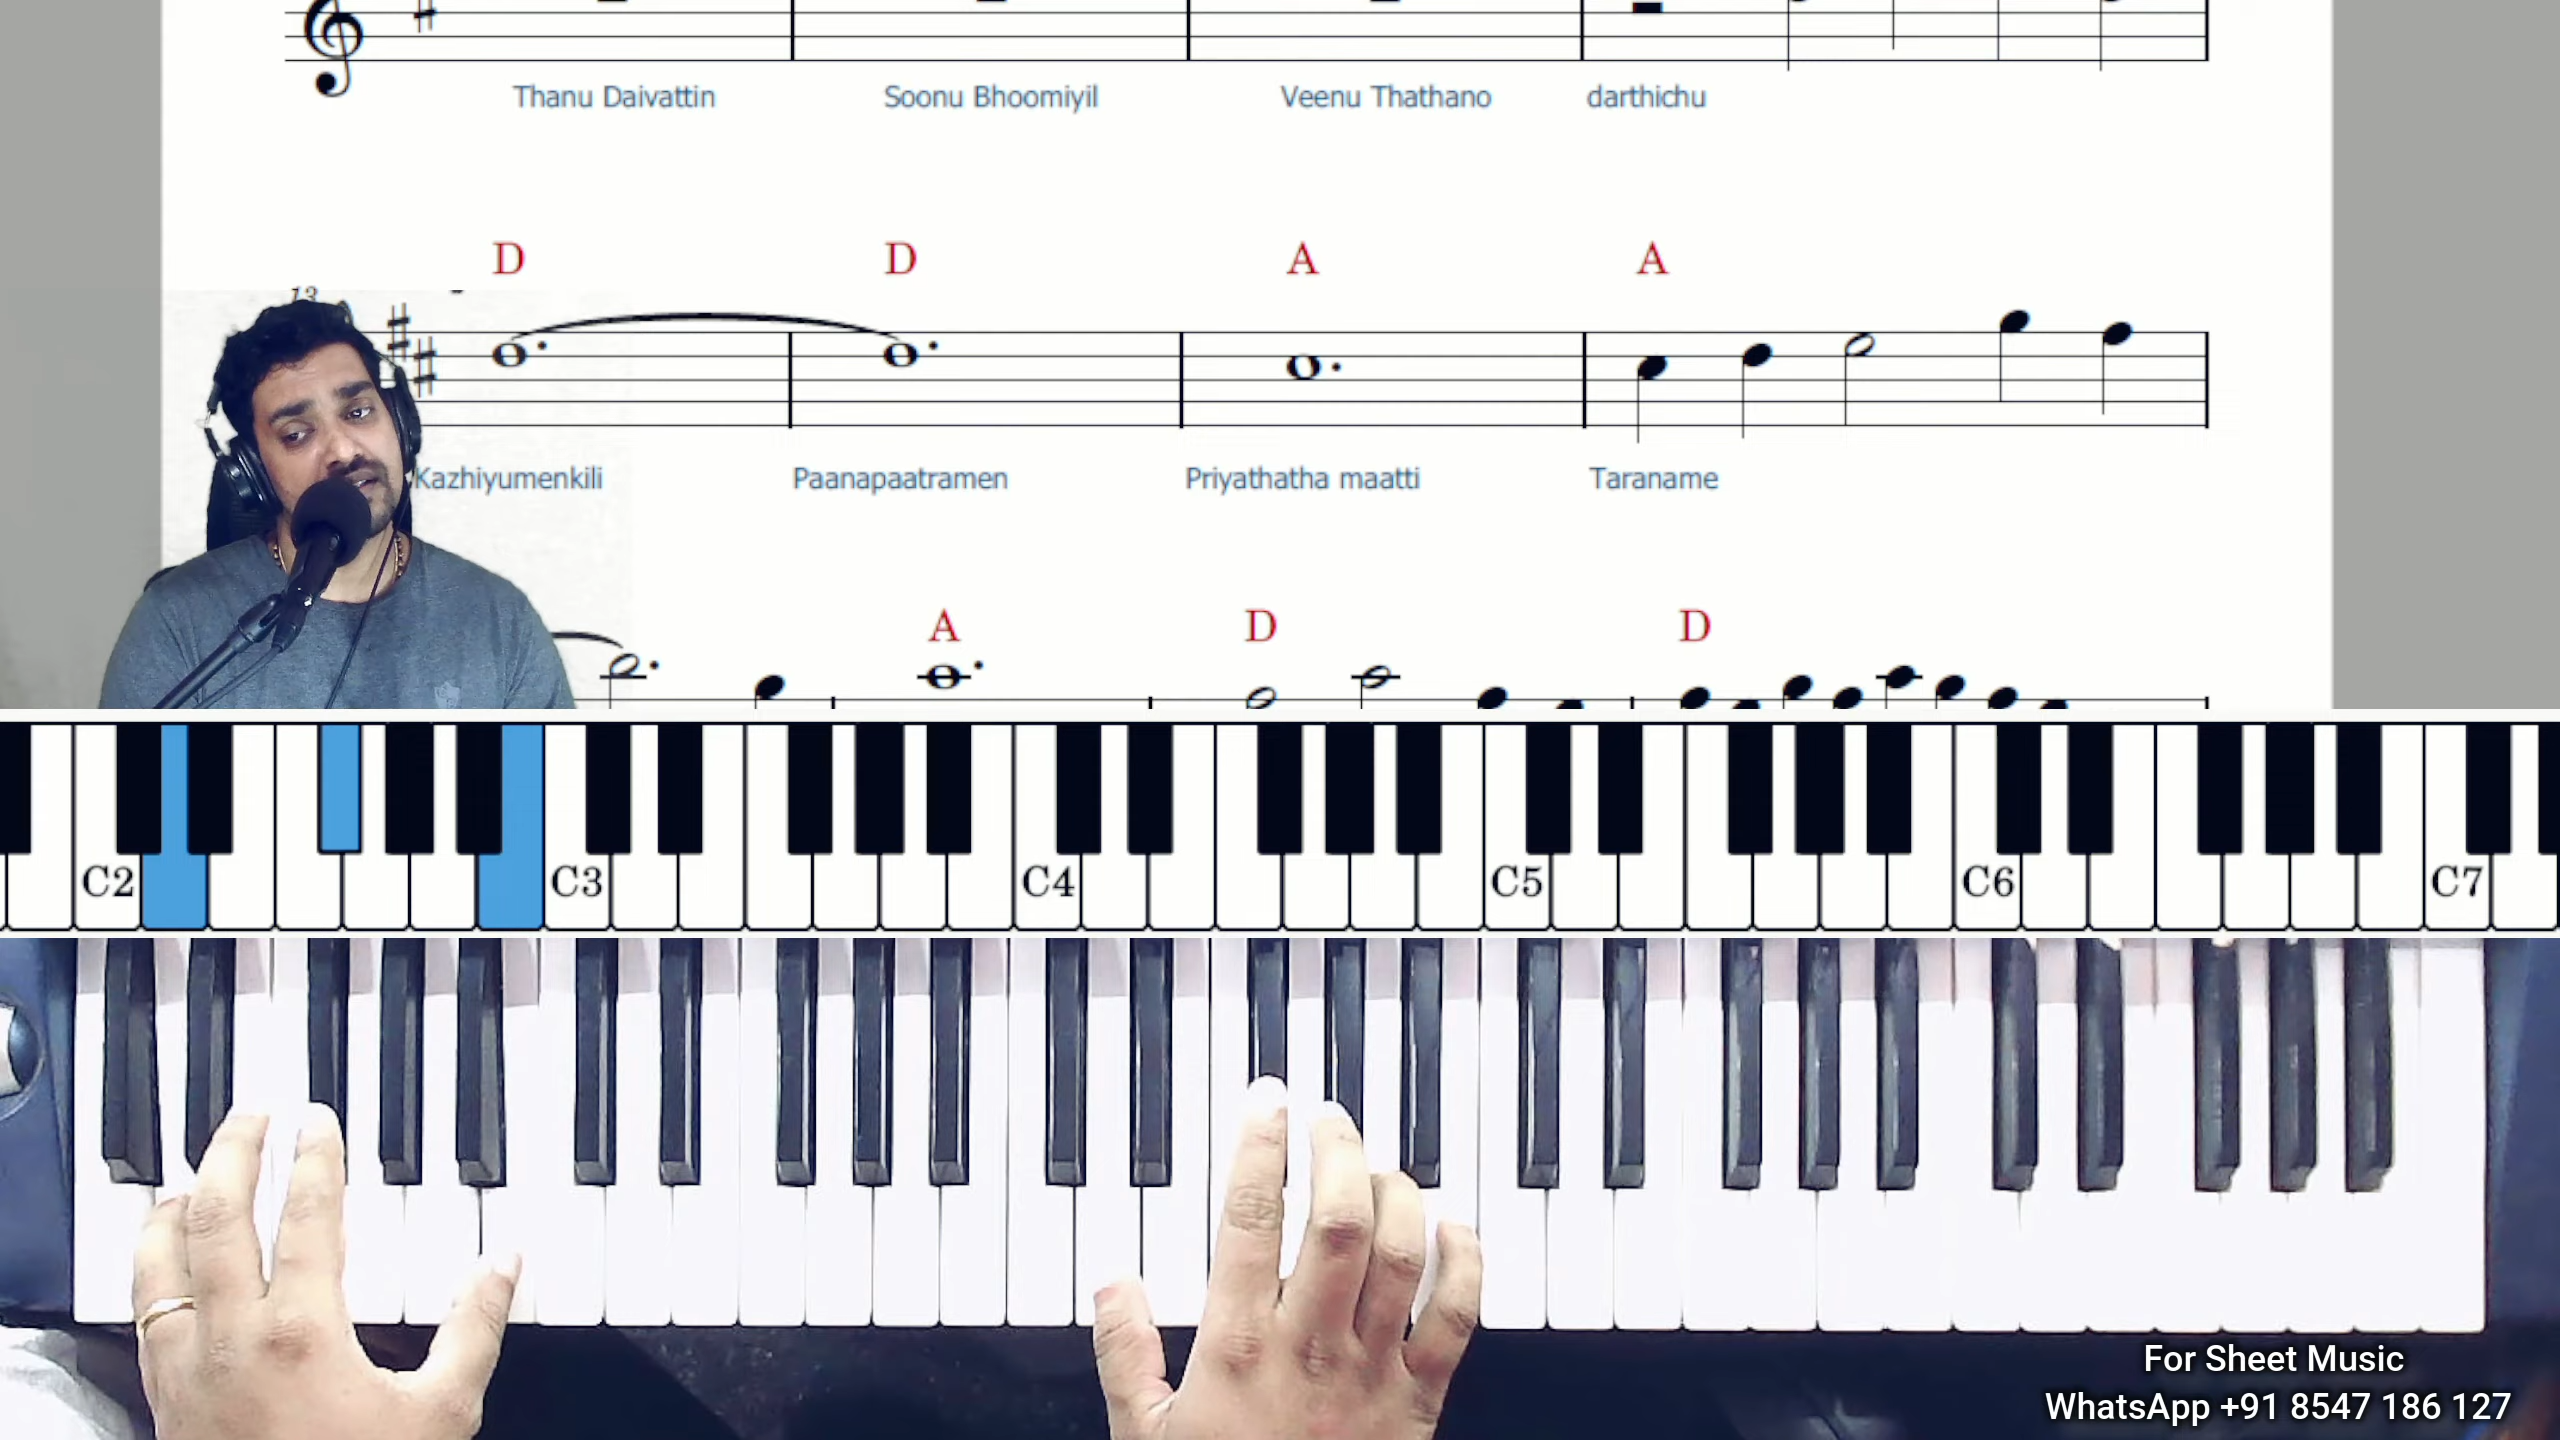 Thanu Daivattin Soonu Bhoomiyil Veenu Thathano darthichu
D D A A
13
Kazhiyumenkili Paanapaatramen Priyathatha maatti Taraname
A D D
C2 C3 C4 C5 C6 C7
For Sheet Music
WhatsApp +91 8547 186 127